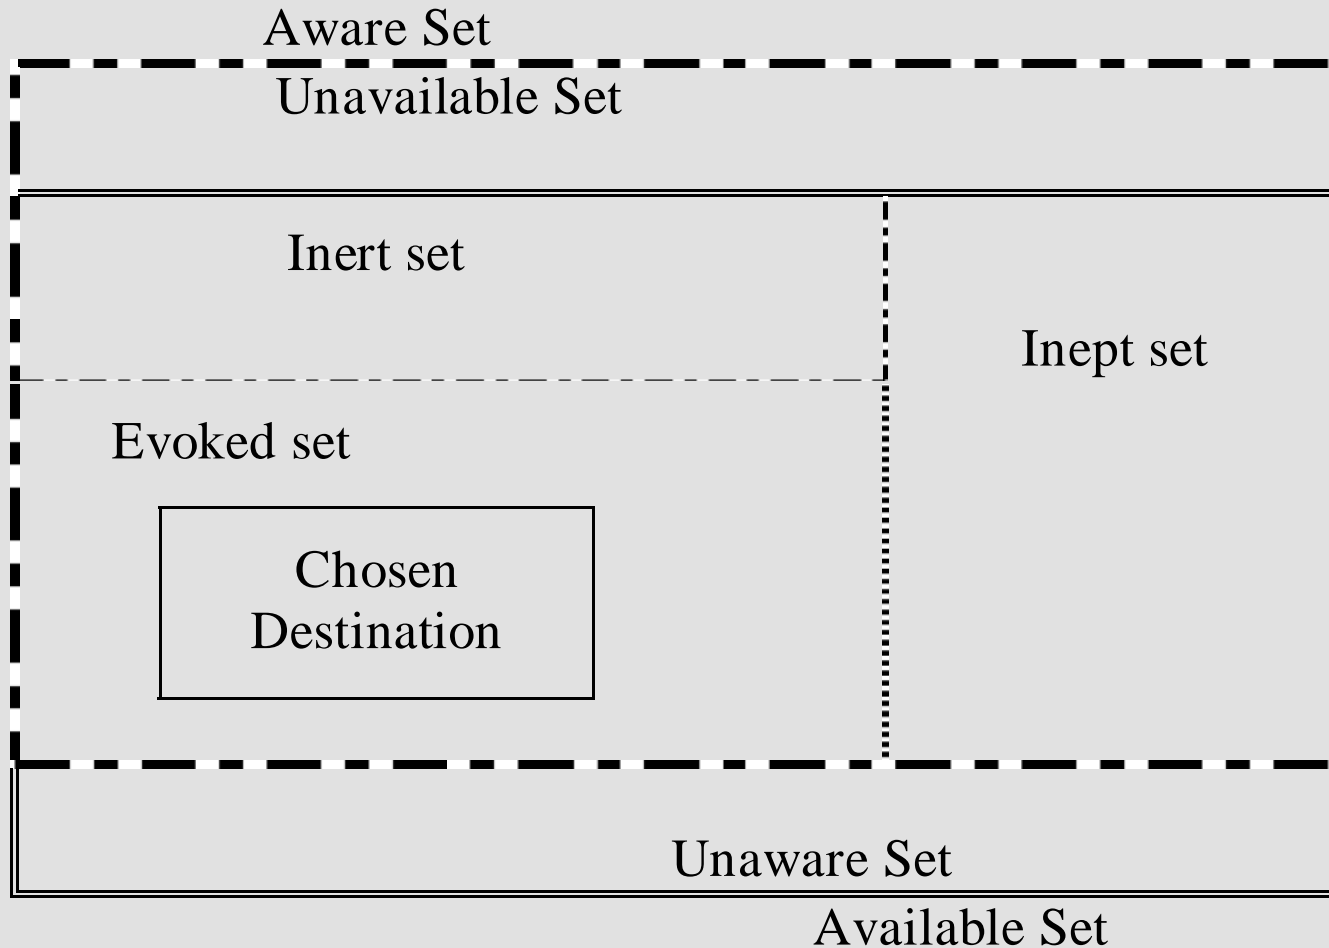 Aware Set
Unavailable Set
Inert set
Inept set
Evoked set
Chosen
Destination
Unaware Set
Available Set